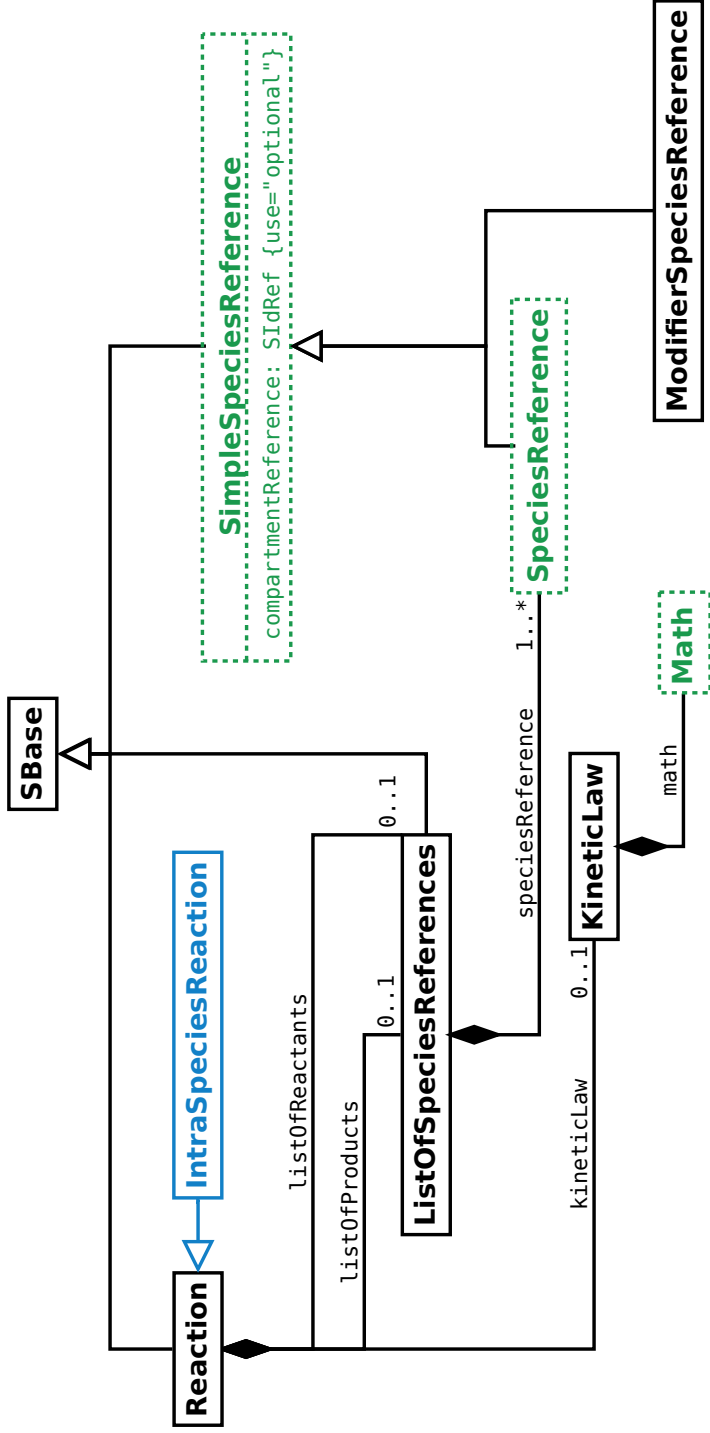 SBase
Reaction
IntraSpeciesReaction
SimpleSpeciesReference
compartmentReference: SIdRef {use="optional"}
listOfReactants
0..1
listOfProducts
0..1
ListOfSpeciesReferences
speciesReference
1..*
SpeciesReference
kineticLaw
0..1
KineticLaw
math
Math
ModifierSpeciesReference